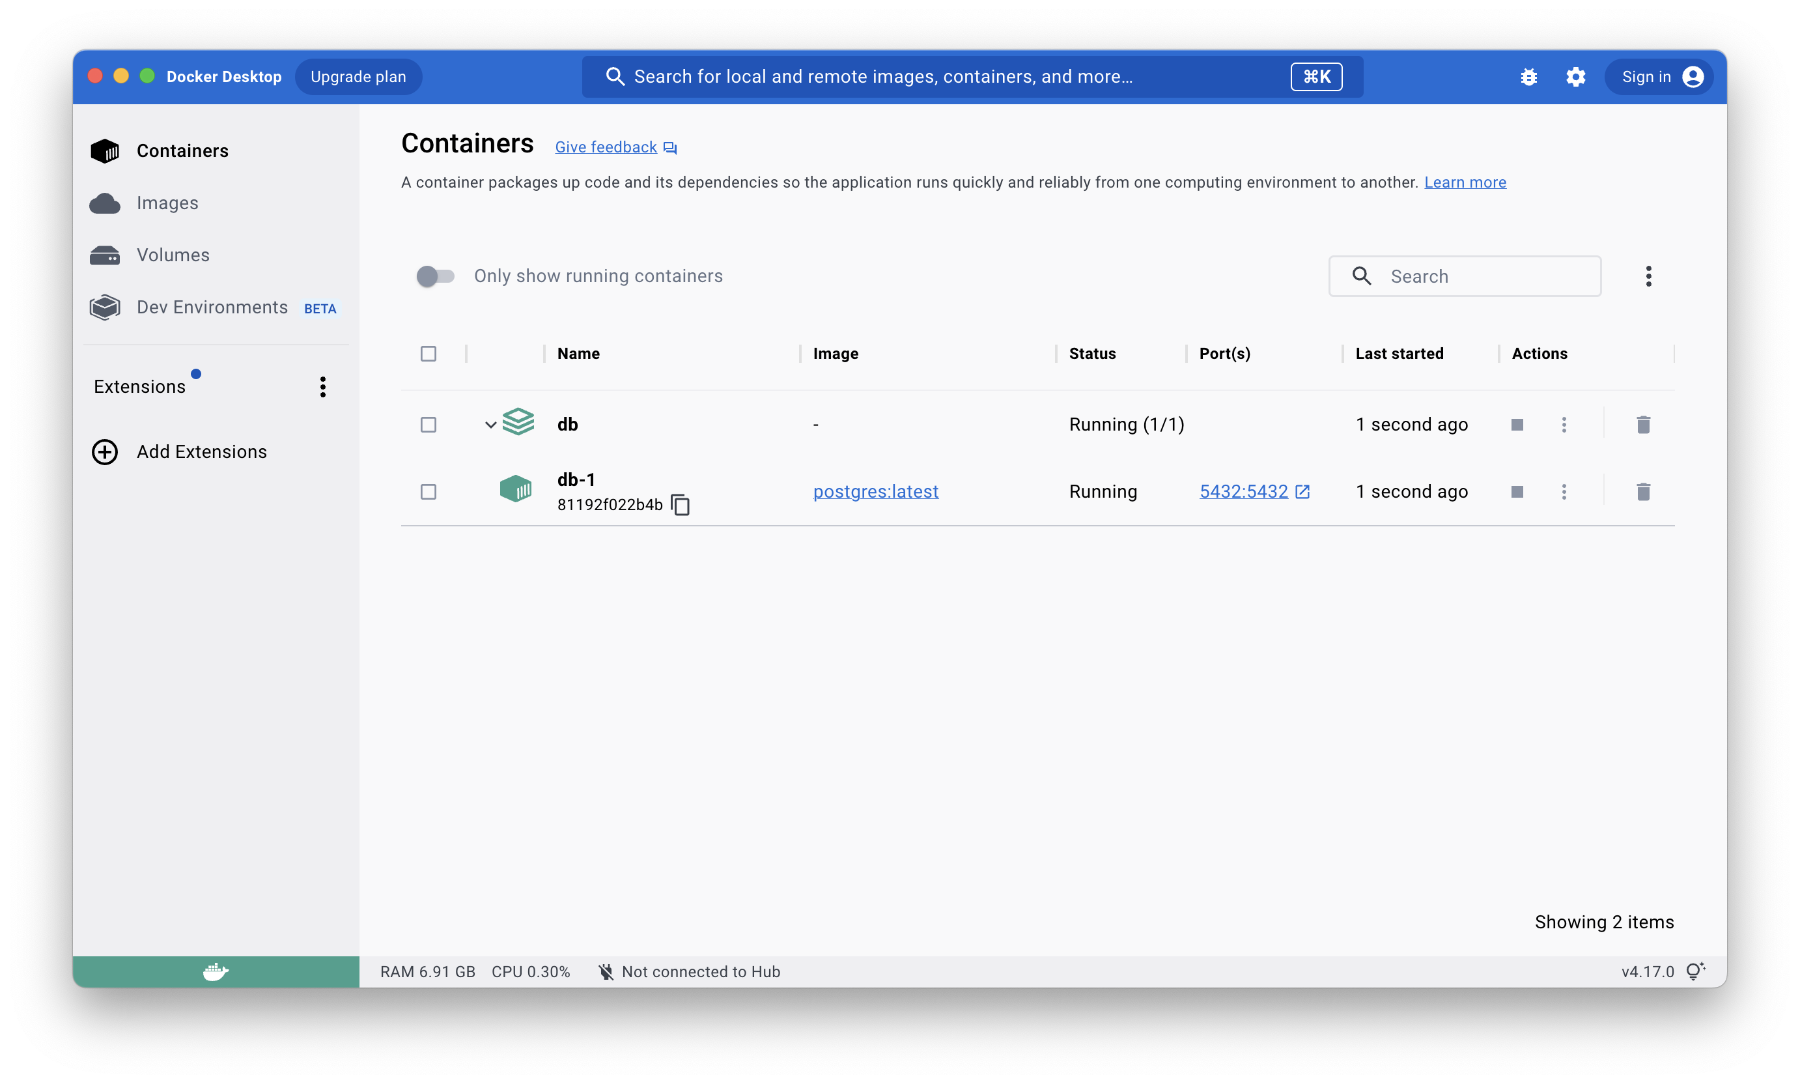 Docker Desktop Upgrade plan Search for local and remote images, containers, and more... ⌘K Sign in
Containers
Images
Volumes
Dev Environments BETA
Extensions
Add Extensions
Containers Give feedback
A container packages up code and its dependencies so the application runs quickly and reliably from one computing environment to another. Learn more
Only show running containers Search
Name Image Status Port(s) Last started Actions
db - Running (1/1) 1 second ago
db-1
81192f022b4b postgres:latest Running 5432:5432 1 second ago
Showing 2 items
RAM 6.91 GB CPU 0.30% Not connected to Hub v4.17.0